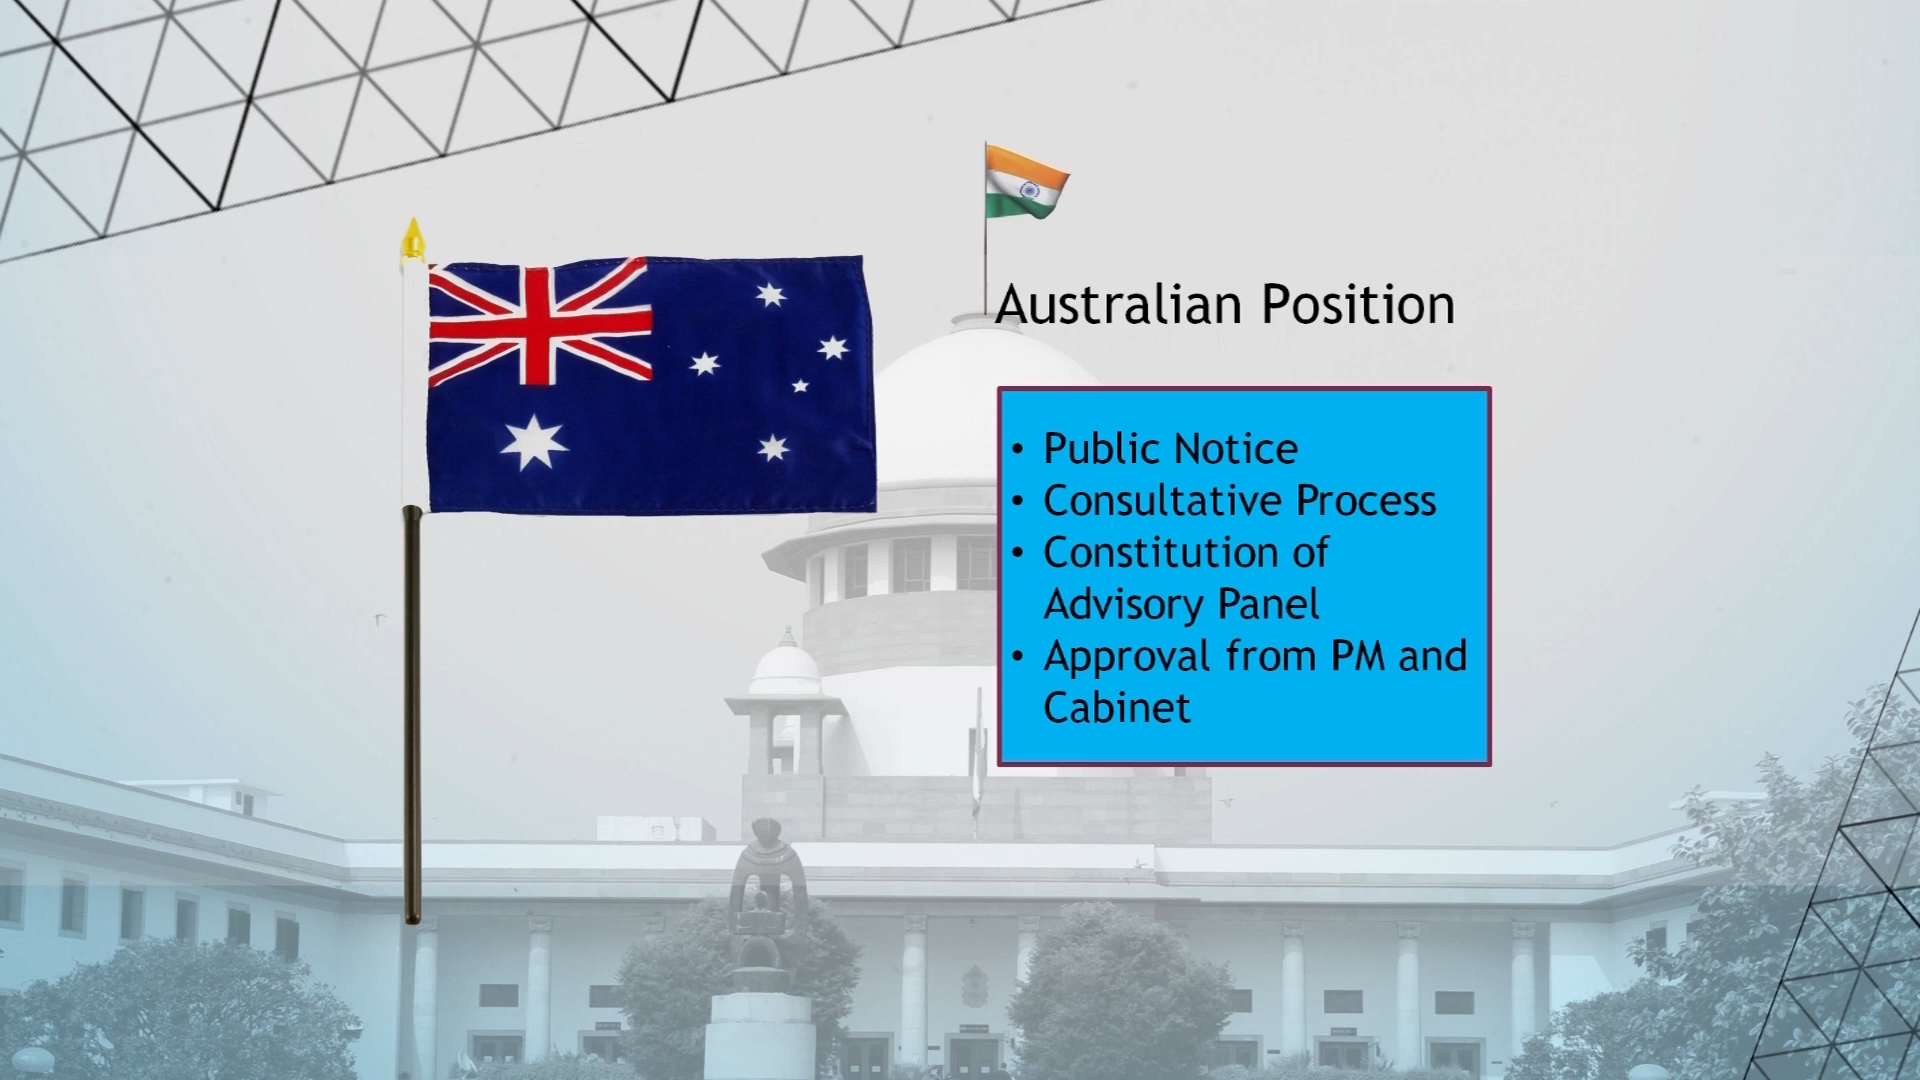 Australian Position
• Public Notice
• Consultative Process
• Constitution of
Advisory Panel
• Approval from PM and
Cabinet